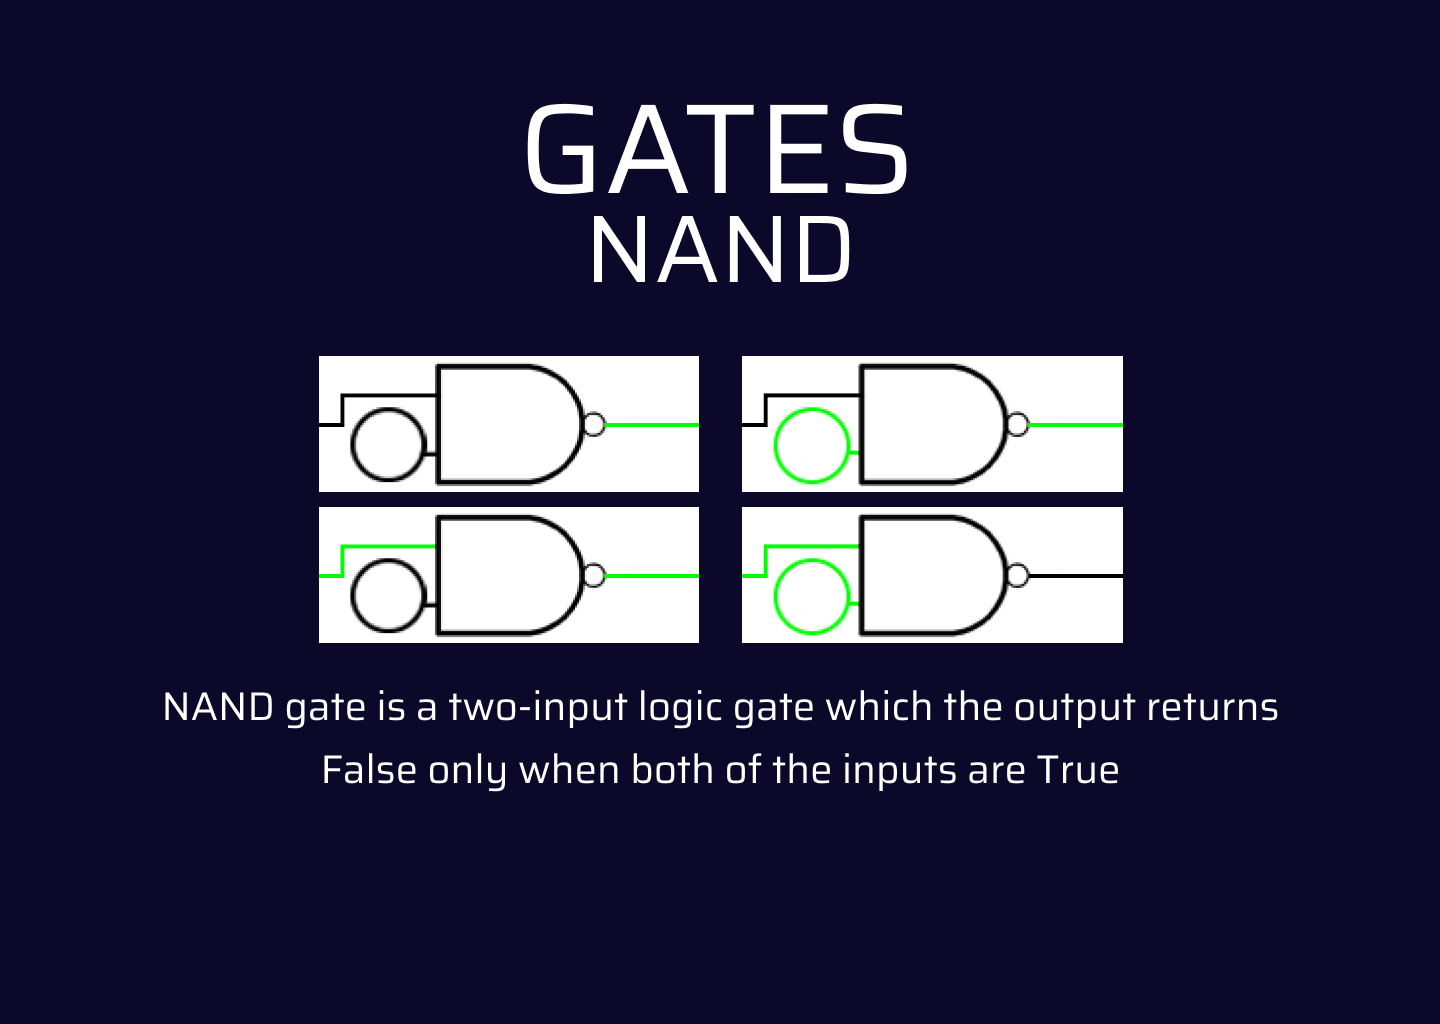 GATES
NAND
NAND gate is a two-input logic gate which the output returns
False only when both of the inputs are True